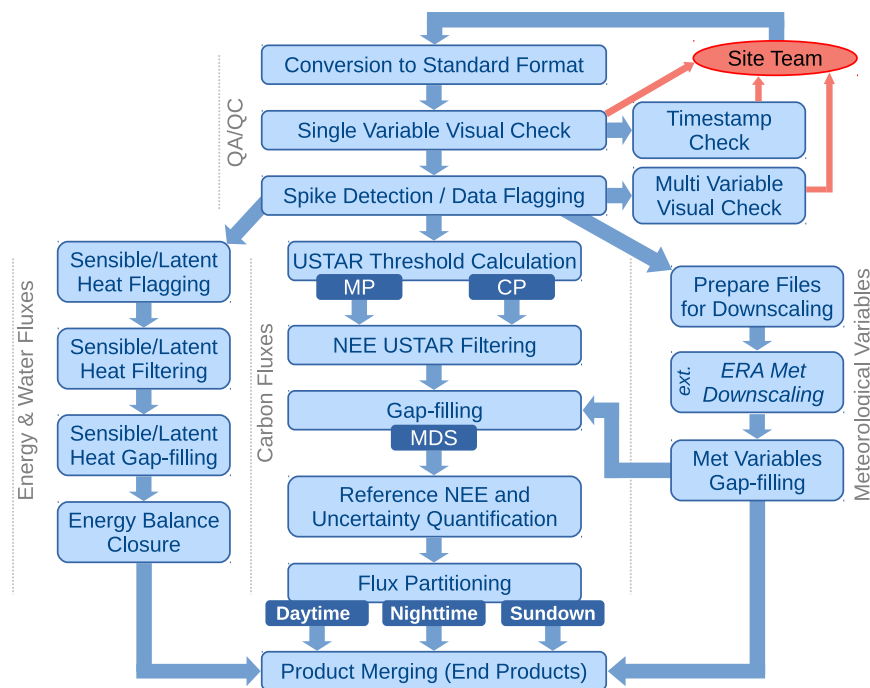 Site Team
Conversion to Standard Format
QA/QC
Single Variable Visual Check
Timestamp
Check
Spike Detection / Data Flagging
Multi Variable
Visual Check
Energy & Water Fluxes
Sensible/Latent
Heat Flagging
Sensible/Latent
Heat Filtering
Sensible/Latent
Heat Gap-filling
Energy Balance
Closure
Carbon Fluxes
USTAR Threshold Calculation
MP
CP
NEE USTAR Filtering
Gap-filling
MDS
Reference NEE and
Uncertainty Quantification
Flux Partitioning
Daytime
Nighttime
Sundown
Meteorological Variables
Prepare Files
for Downscaling
ext.
ERA Met
Downscaling
Met Variables
Gap-filling
Product Merging (End Products)